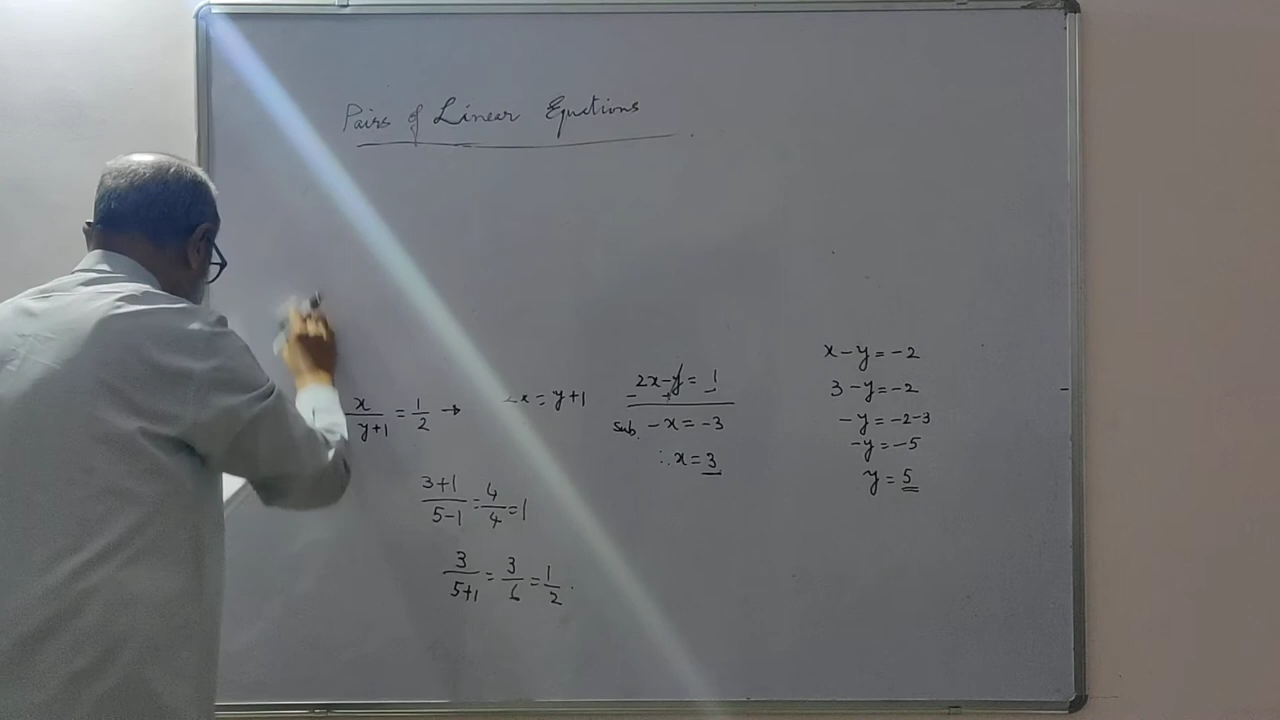 Pairs of Linear Equations
x/(y+1) = 1/2 → x = y+1
2x-y = 1
- + -
Sub. -x = -3
∴ x = 3
x-y = -2
3-y = -2
-y = -2-3
-y = -5
y = 5
(3+1)/(5-1) = 4/4 = 1
3/(5+1) = 3/6 = 1/2.